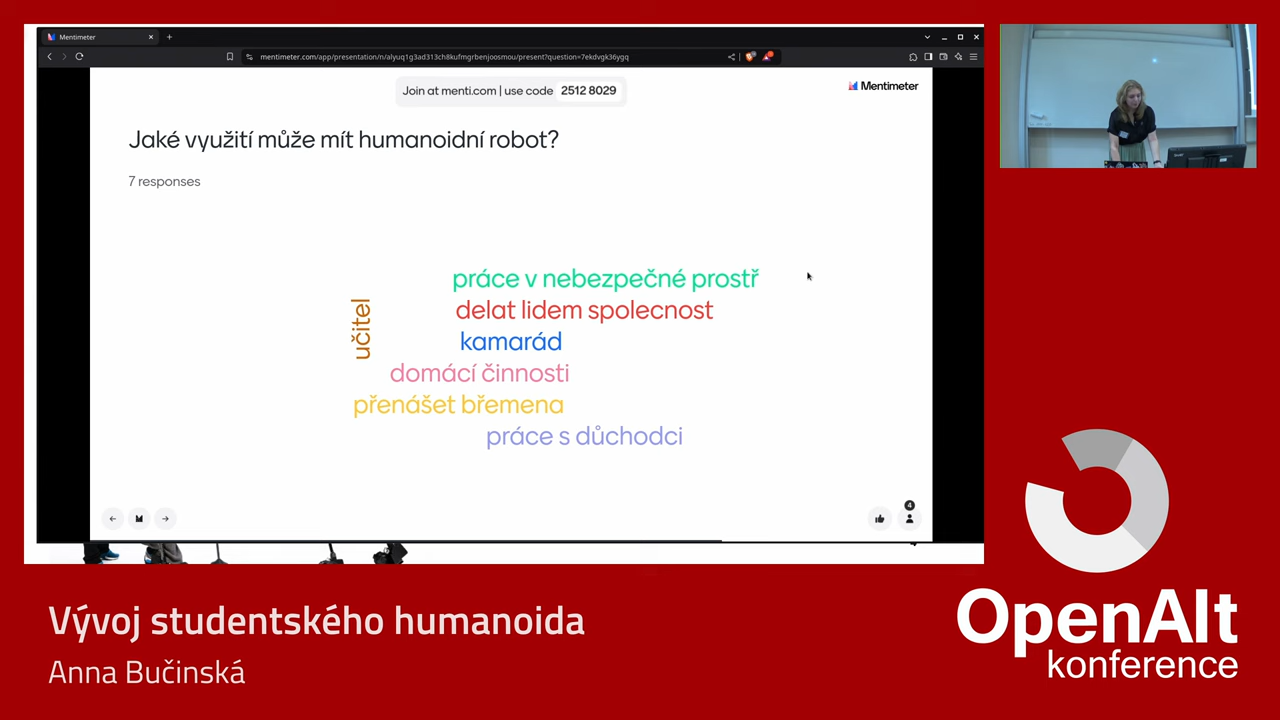 Mentimeter
mentimeter.com/app/presentation/n/alyuq1g3ad313ch8kufmgrbenjoosmou/present?question=7ekdvgk36ygq
Join at menti.com | use code 2512 8029
Mentimeter
Jaké využití může mít humanoidní robot?
7 responses
práce v nebezpečné prostř
delat lidem spolecnost
učitel
kamarád
domácí činnosti
přenášet břemena
práce s důchodci
4
Vývoj studentského humanoida
Anna Bučinská
OpenAlt
konference